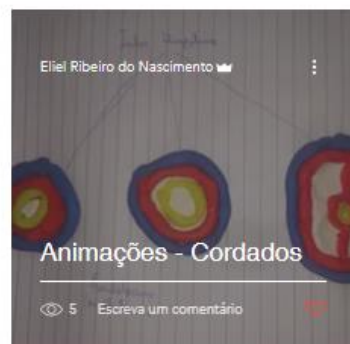 Eliel Ribeiro do Nascimento
Animações - Cordados
5 Escreva um comentário